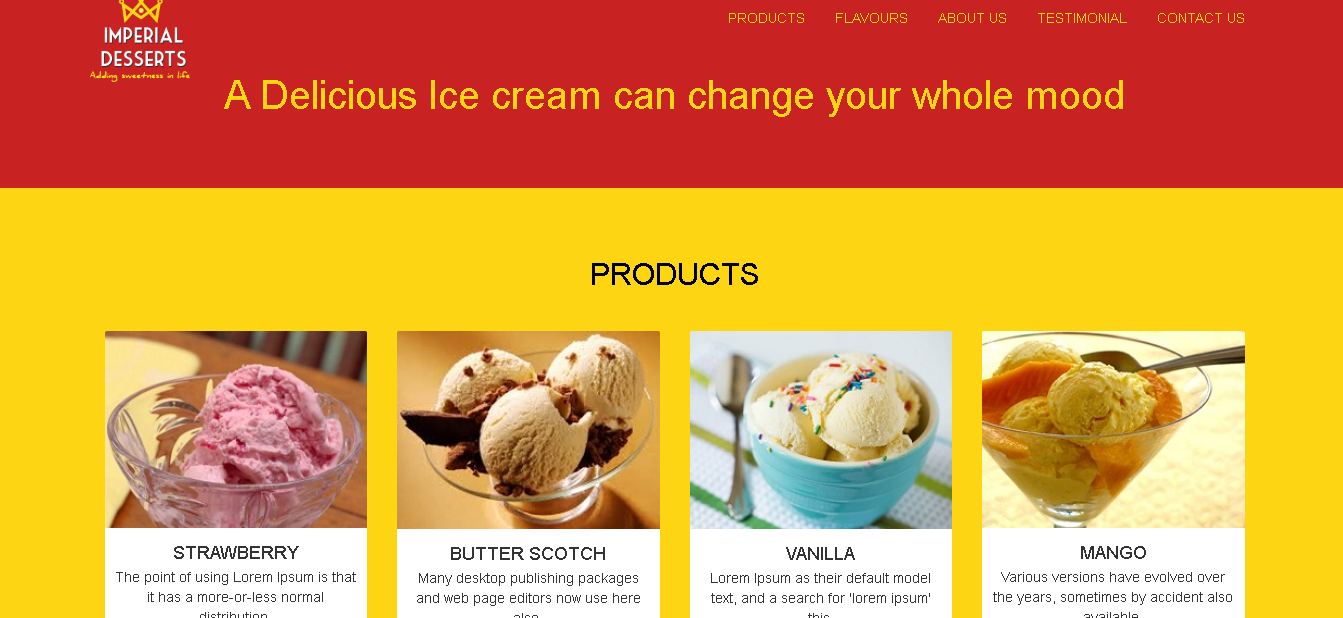 IMPERIAL
DESSERTS
Adding sweetness in life
PRODUCTS FLAVOURS ABOUT US TESTIMONIAL CONTACT US
A Delicious Ice cream can change your whole mood
PRODUCTS
STRAWBERRY
The point of using Lorem Ipsum is that
it has a more-or-less normal
distribution
BUTTER SCOTCH
Many desktop publishing packages
and web page editors now use here
also
VANILLA
Lorem Ipsum as their default model
text, and a search for 'lorem ipsum'
this
MANGO
Various versions have evolved over
the years, sometimes by accident also
available